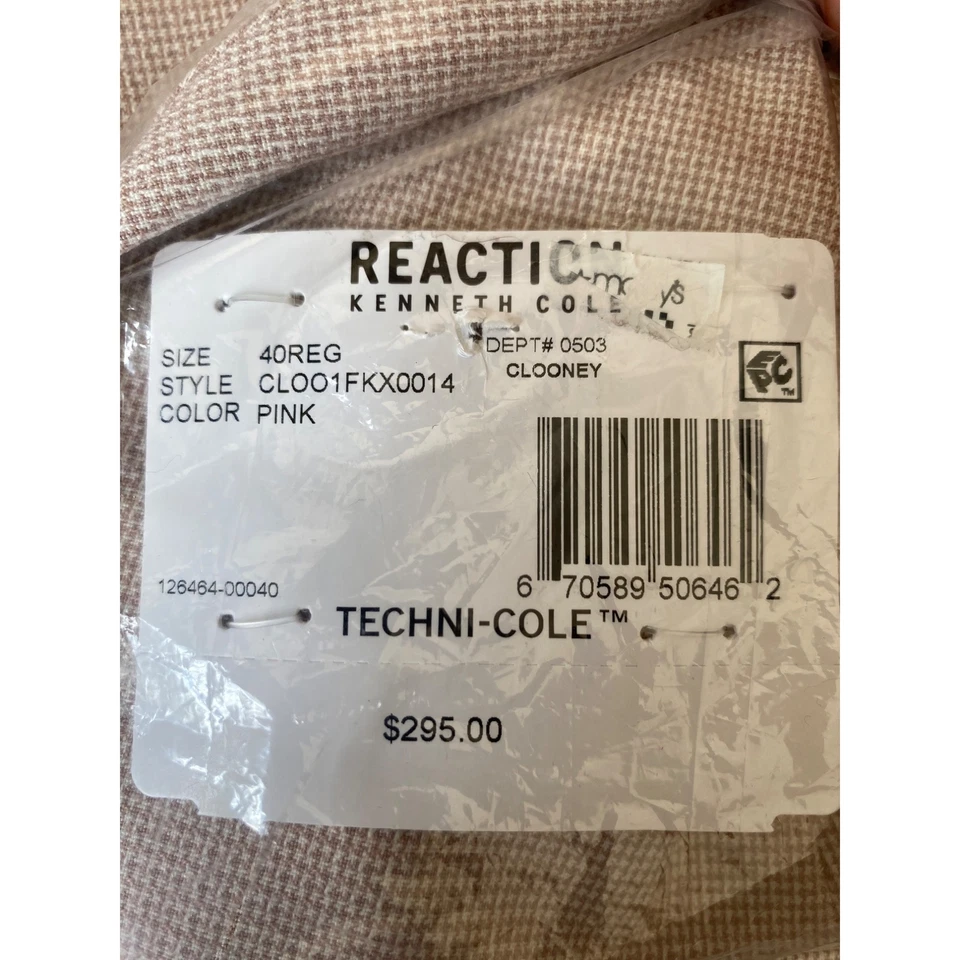 REACTION
KENNETH COLE
SIZE 40REG
STYLE CLOO1FKX0014
COLOR PINK
DEPT# 0503
CLOONEY
EPC™
6 70589 50646 2
126464-00040
TECHNI-COLE™
$295.00